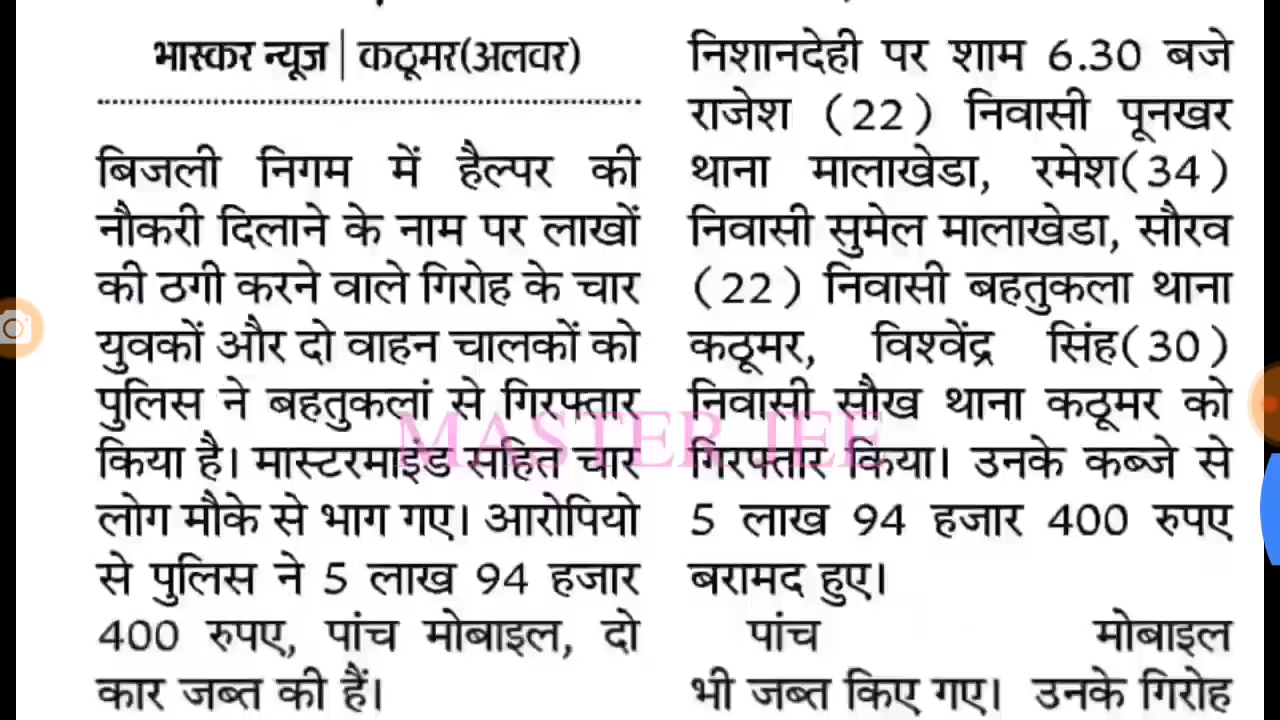 भास्कर न्यूज | कठूमर(अलवर)
बिजली निगम में हैल्पर की
नौकरी दिलाने के नाम पर लाखों
की ठगी करने वाले गिरोह के चार
युवकों और दो वाहन चालकों को
पुलिस ने बहतुकलां से गिरफ्तार
किया है। मास्टरमाइंड सहित चार
लोग मौके से भाग गए। आरोपियो
से पुलिस ने 5 लाख 94 हजार
400 रुपए, पांच मोबाइल, दो
कार जब्त की हैं।
निशानदेही पर शाम 6.30 बजे
राजेश (22) निवासी पूनखर
थाना मालाखेडा, रमेश(34)
निवासी सुमेल मालाखेडा, सौरव
(22) निवासी बहतुकला थाना
कठूमर, विश्वेंद्र सिंह(30)
निवासी सौख थाना कठूमर को
गिरफ्तार किया। उनके कब्जे से
5 लाख 94 हजार 400 रुपए
बरामद हुए।
पांच मोबाइल
भी जब्त किए गए। उनके गिरोह
MASTER JEE